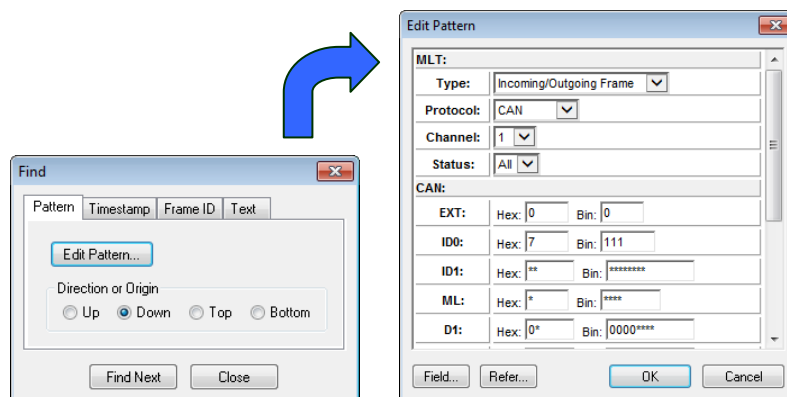 Find
Pattern Timestamp Frame ID Text
Edit Pattern...
Direction or Origin
Up Down Top Bottom
Find Next Close
Edit Pattern
MLT:
Type: Incoming/Outgoing Frame
Protocol: CAN
Channel: 1
Status: All
CAN:
EXT: Hex: 0 Bin: 0
ID0: Hex: 7 Bin: 111
ID1: Hex: ** Bin: ********
ML: Hex: * Bin: ****
D1: Hex: 0* Bin: 0000****
Field... Refer... OK Cancel